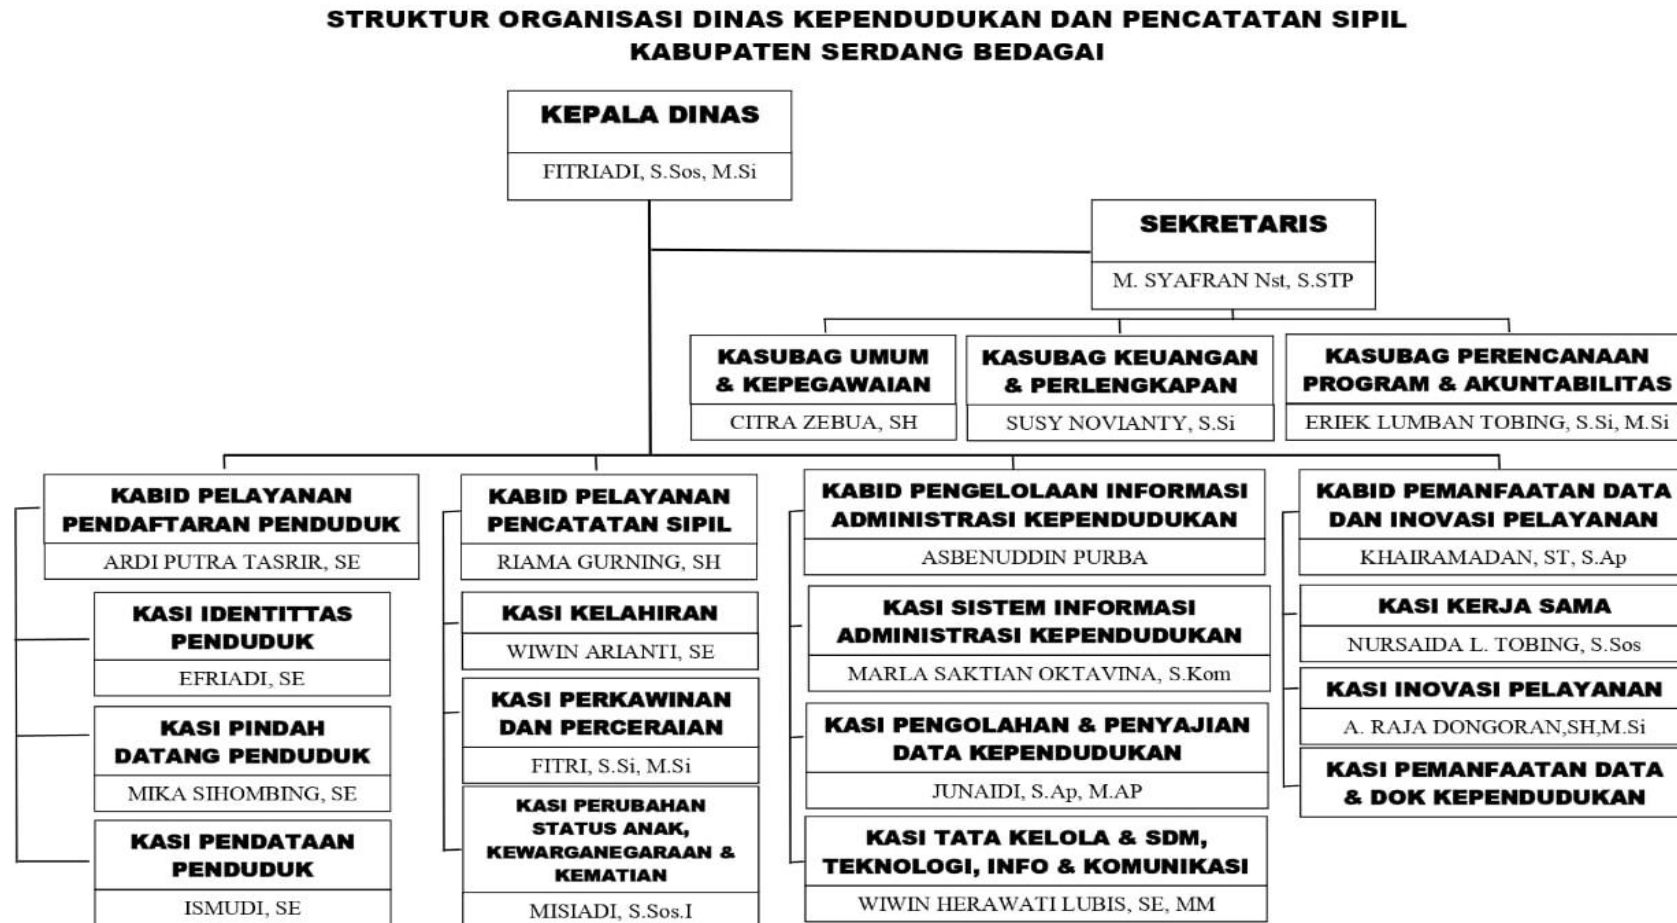 STRUKTUR ORGANISASI DINAS KEPENDUDUKAN DAN PENCATATAN SIPIL
KABUPATEN SERDANG BEDAGAI
KEPALA DINAS
FITRIADI, S.Sos, M.Si
SEKRETARIS
M. SYAFRAN Nst, S.STP
KASUBAG UMUM
& KEPEGAWAIAN
CITRA ZEBUA, SH
KASUBAG KEUANGAN
& PERLENGKAPAN
SUSY NOVIANTY, S.Si
KASUBAG PERENCANAAN
PROGRAM & AKUNTABILITAS
ERIEK LUMBAN TOBING, S.Si, M.Si
KABID PELAYANAN
PENDAFTARAN PENDUDUK
ARDI PUTRA TASRIR, SE
KASI IDENTITTAS
PENDUDUK
EFRIADI, SE
KASI PINDAH
DATANG PENDUDUK
MIKA SIHOMBING, SE
KASI PENDATAAN
PENDUDUK
ISMUDI, SE
KABID PELAYANAN
PENCATATAN SIPIL
RIAMA GURNING, SH
KASI KELAHIRAN
WIWIN ARIANTI, SE
KASI PERKAWINAN
DAN PERCERAIAN
FITRI, S.Si, M.Si
KASI PERUBAHAN
STATUS ANAK,
KEWARGANEGARAAN &
KEMATIAN
MISIADI, S.Sos.I
KABID PENGELOLAAN INFORMASI
ADMINISTRASI KEPENDUDUKAN
ASBENUDDIN PURBA
KASI SISTEM INFORMASI
ADMINISTRASI KEPENDUDUKAN
MARLA SAKTIAN OKTAVINA, S.Kom
KASI PENGOLAHAN & PENYAJIAN
DATA KEPENDUDUKAN
JUNAIDI, S.Ap, M.AP
KASI TATA KELOLA & SDM,
TEKNOLOGI, INFO & KOMUNIKASI
WIWIN HERAWATI LUBIS, SE, MM
KABID PEMANFAATAN DATA
DAN INOVASI PELAYANAN
KHAIRAMADAN, ST, S.Ap
KASI KERJA SAMA
NURSAIDA L. TOBING, S.Sos
KASI INOVASI PELAYANAN
A. RAJA DONGORAN,SH,M.Si
KASI PEMANFAATAN DATA
& DOK KEPENDUDUKAN